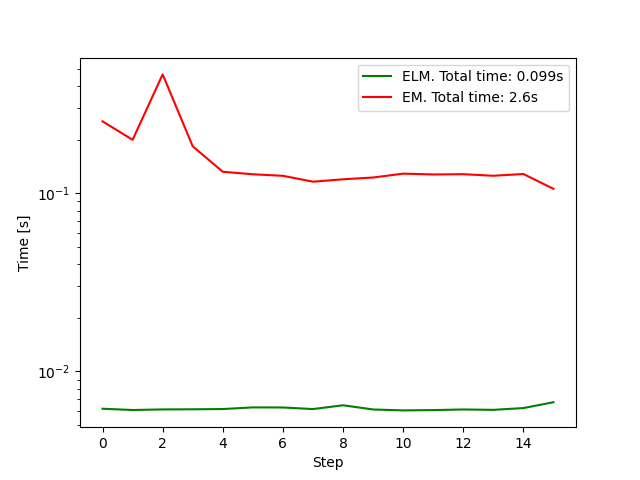 ELM. Total time: 0.099s
EM. Total time: 2.6s
10⁻¹
10⁻²
Time [s]
0 2 4 6 8 10 12 14
Step